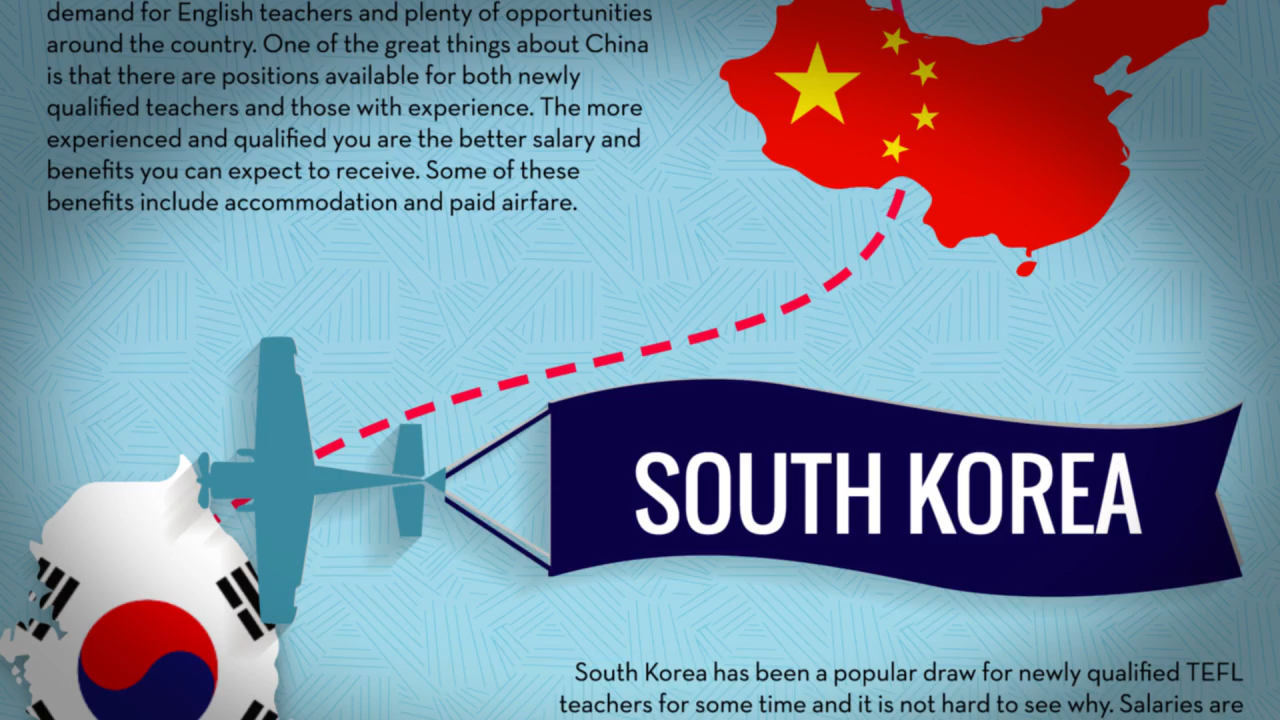 demand for English teachers and plenty of opportunities
around the country. One of the great things about China
is that there are positions available for both newly
qualified teachers and those with experience. The more
experienced and qualified you are the better salary and
benefits you can expect to receive. Some of these
benefits include accommodation and paid airfare.
SOUTH KOREA
South Korea has been a popular draw for newly qualified TEFL
teachers for some time and it is not hard to see why. Salaries are